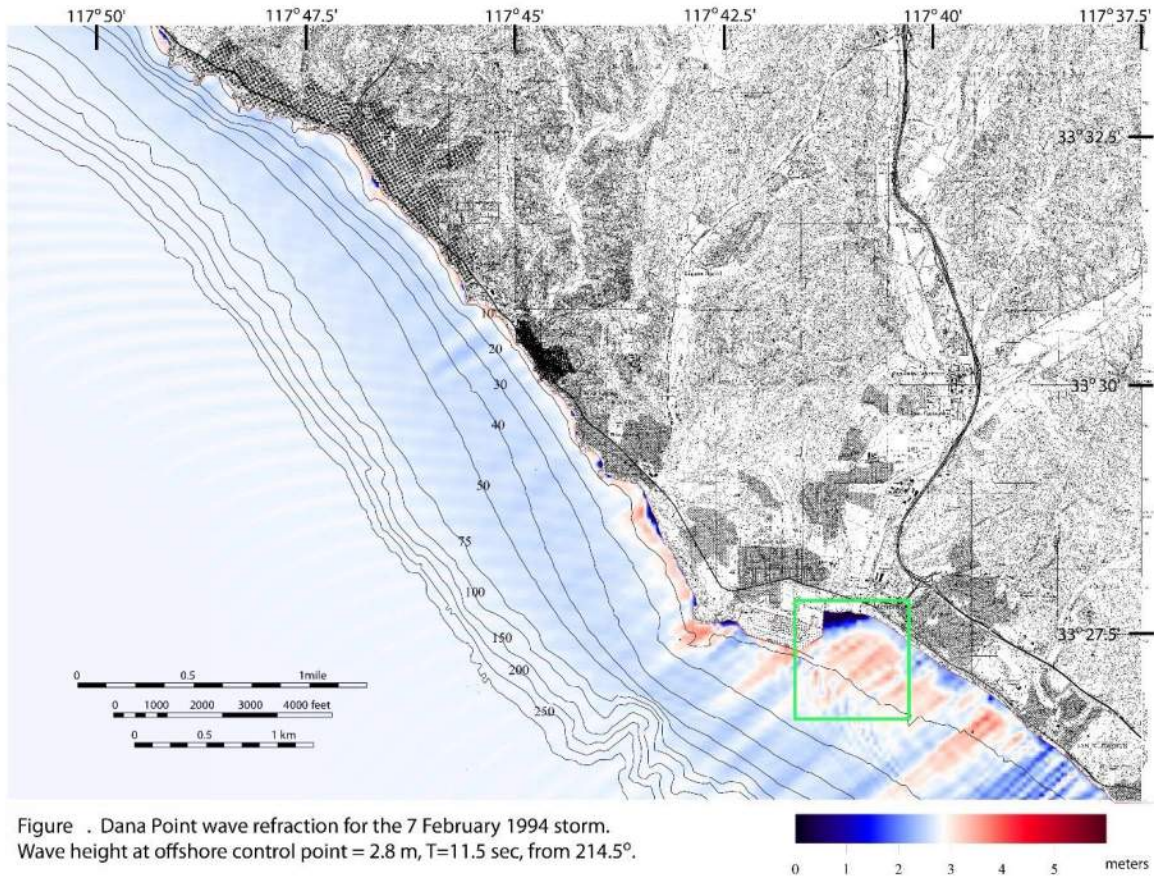 117° 50' 117° 47.5' 117° 45' 117° 42.5' 117° 40' 117° 37.5'
33° 32.5'
10
20
30
33° 30'
40
50
75
100
150
33° 27.5'
200
250
0 0.5 1mile
0 1000 2000 3000 4000 feet
0 0.5 1 km
Figure . Dana Point wave refraction for the 7 February 1994 storm.
Wave height at offshore control point = 2.8 m, T=11.5 sec, from 214.5°.
0 1 2 3 4 5 meters